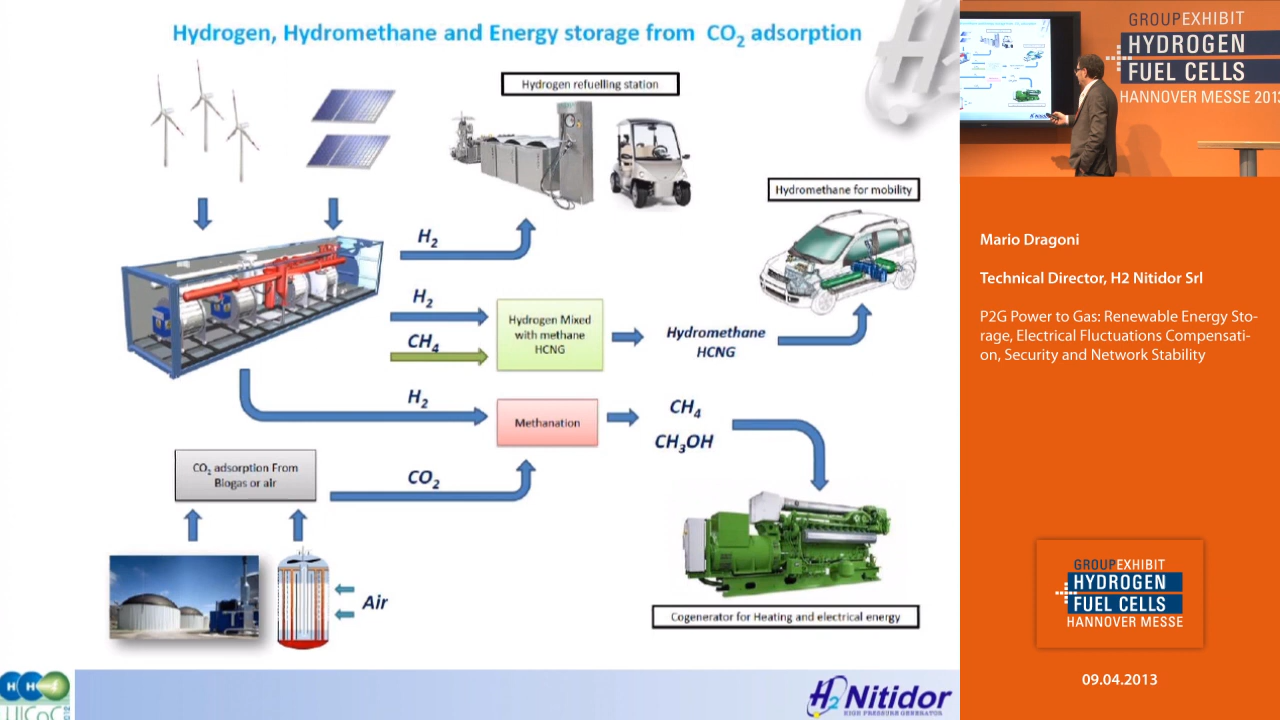 Hydrogen, Hydromethane and Energy storage from CO2 adsorption
Hydrogen refuelling station
Hydromethane for mobility
H2
H2
CH4
Hydrogen Mixed
with methane
HCNG
Hydromethane
HCNG
H2
Methanation
CH4
CH3OH
CO2 adsorption From
Biogas or air
CO2
Air
Cogenerator for Heating and electrical energy
H2Nitidor
HIGH PRESSURE GENERATOR
GROUPEXHIBIT
HYDROGEN
FUEL CELLS
HANNOVER MESSE 2013
Mario Dragoni
Technical Director, H2 Nitidor Srl
P2G Power to Gas: Renewable Energy Sto-
rage, Electrical Fluctuations Compensati-
on, Security and Network Stability
GROUPEXHIBIT
HYDROGEN
FUEL CELLS
HANNOVER MESSE
09.04.2013